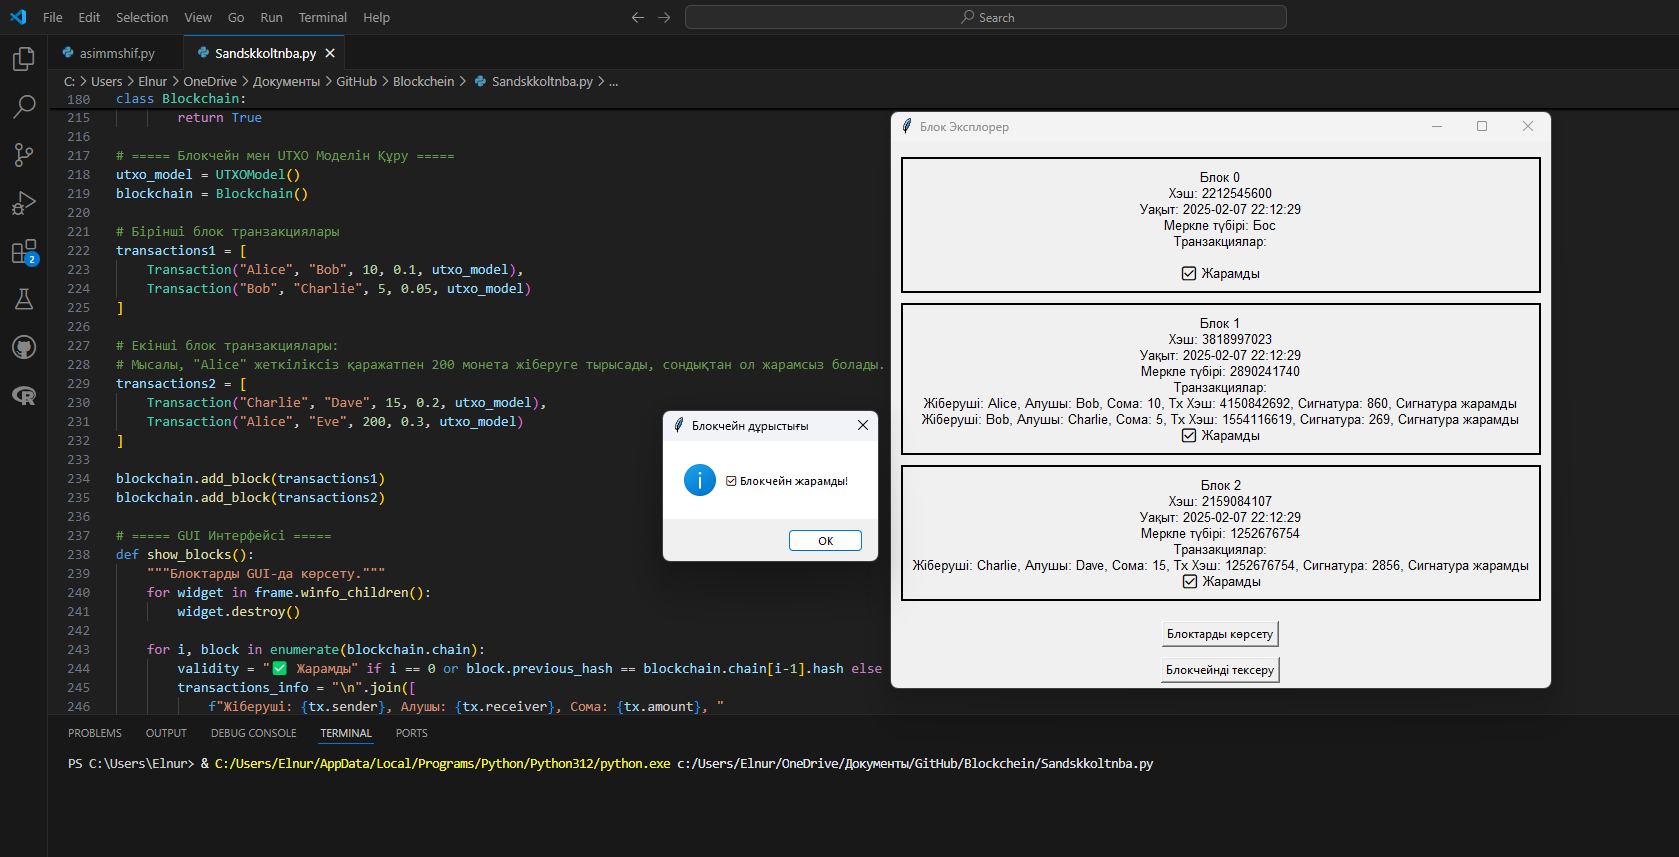 File Edit Selection View Go Run Terminal Help
Search
asimmshif.py
Sandskkoltnba.py
C: > Users > Elnur > OneDrive > Документы > GitHub > Blockchein > Sandskkoltnba.py > ...
180 class Blockchain:
215 return True
216
217 # ===== Блокчейн мен UTXO Моделін Құру =====
218 utxo_model = UTXOModel()
219 blockchain = Blockchain()
220
221 # Бірінші блок транзакциялары
222 transactions1 = [
223 Transaction("Alice", "Bob", 10, 0.1, utxo_model),
224 Transaction("Bob", "Charlie", 5, 0.05, utxo_model)
225 ]
226
227 # Екінші блок транзакциялары:
228 # Мысалы, "Alice" жеткіліксіз қаражатпен 200 монета жіберуге тырысады, сондықтан ол жарамсыз болады.
229 transactions2 = [
230 Transaction("Charlie", "Dave", 15, 0.2, utxo_model),
231 Transaction("Alice", "Eve", 200, 0.3, utxo_model)
232 ]
233
234 blockchain.add_block(transactions1)
235 blockchain.add_block(transactions2)
236
237 # ===== GUI Интерфейсі =====
238 def show_blocks():
239 """Блоктарды GUI-да көрсету."""
240 for widget in frame.winfo_children():
241 widget.destroy()
242
243 for i, block in enumerate(blockchain.chain):
244 validity = "✅ Жарамды" if i == 0 or block.previous_hash == blockchain.chain[i-1].hash else
245 transactions_info = "\n".join([
246 f"Жіберуші: {tx.sender}, Алушы: {tx.receiver}, Сома: {tx.amount}, "
2
Блокчейн дұрыстығы
☑ Блокчейн жарамды!
OK
Блок Эксплорер
Блок 0
Хэш: 2212545600
Уақыт: 2025-02-07 22:12:29
Меркле түбірі: Бос
Транзакциялар:
☑ Жарамды
Блок 1
Хэш: 3818997023
Уақыт: 2025-02-07 22:12:29
Меркле түбірі: 2890241740
Транзакциялар:
Жіберуші: Alice, Алушы: Bob, Сома: 10, Tx Хэш: 4150842692, Сигнатура: 860, Сигнатура жарамды
Жіберуші: Bob, Алушы: Charlie, Сома: 5, Tx Хэш: 1554116619, Сигнатура: 269, Сигнатура жарамды
☑ Жарамды
Блок 2
Хэш: 2159084107
Уақыт: 2025-02-07 22:12:29
Меркле түбірі: 1252676754
Транзакциялар:
Жіберуші: Charlie, Алушы: Dave, Сома: 15, Tx Хэш: 1252676754, Сигнатура: 2856, Сигнатура жарамды
☑ Жарамды
Блоктарды көрсету
Блокчейнді тексеру
PROBLEMS OUTPUT DEBUG CONSOLE TERMINAL PORTS
PS C:\Users\Elnur> & C:/Users/Elnur/AppData/Local/Programs/Python/Python312/python.exe c:/Users/Elnur/OneDrive/Документы/GitHub/Blockchein/Sandskkoltnba.py